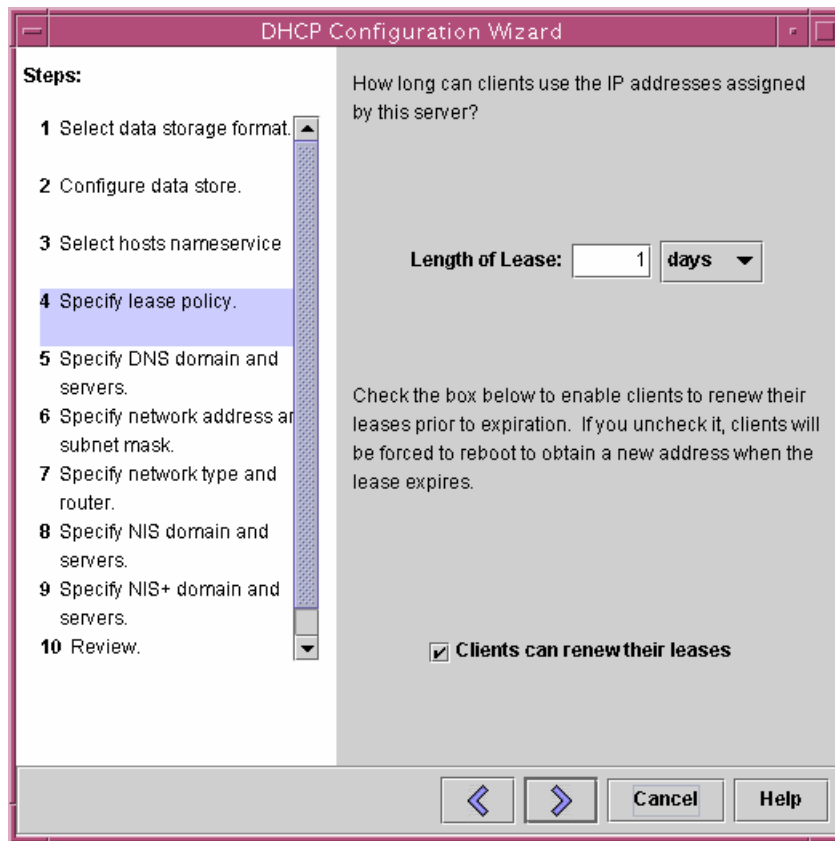 DHCP Configuration Wizard
Steps:
1 Select data storage format.
2 Configure data store.
3 Select hosts nameservice
4 Specify lease policy.
5 Specify DNS domain and
servers.
6 Specify network address an
subnet mask.
7 Specify network type and
router.
8 Specify NIS domain and
servers.
9 Specify NIS+ domain and
servers.
10 Review.
How long can clients use the IP addresses assigned
by this server?
Length of Lease: 1 days
Check the box below to enable clients to renew their
leases prior to expiration. If you uncheck it, clients will
be forced to reboot to obtain a new address when the
lease expires.
Clients can renew their leases
Cancel Help